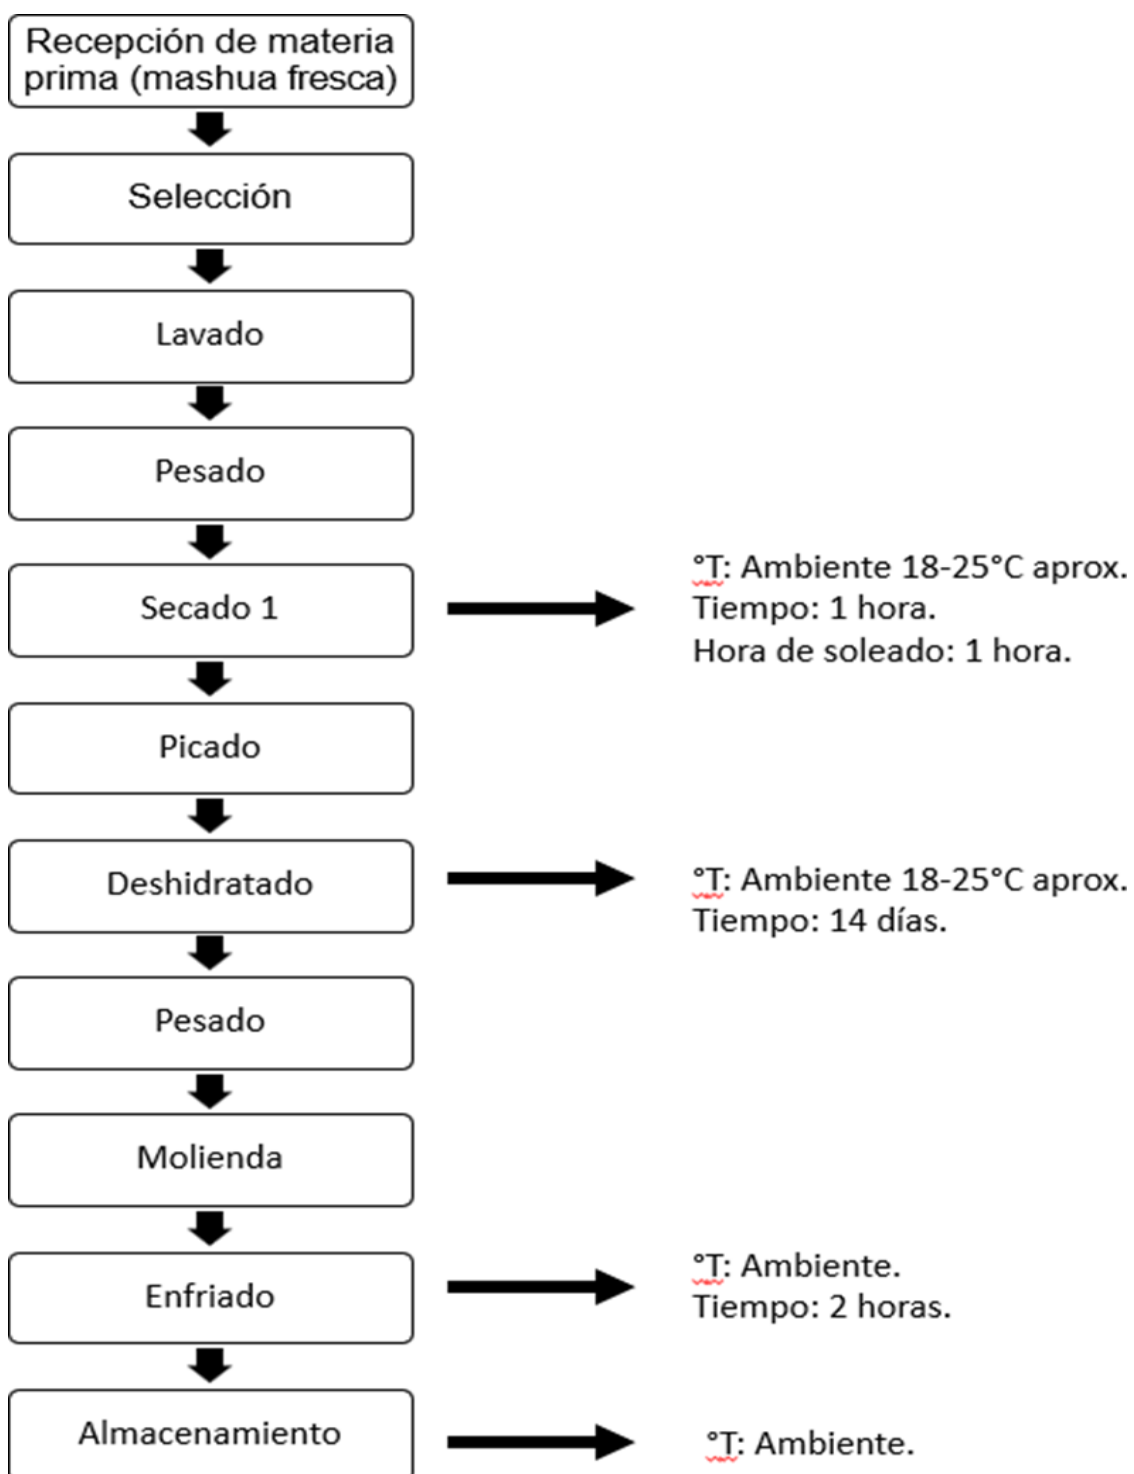 Recepción de materia
prima (mashua fresca)
Selección
Lavado
Pesado
Secado 1
°T: Ambiente 18-25°C aprox.
Tiempo: 1 hora.
Hora de soleado: 1 hora.
Picado
Deshidratado
°T: Ambiente 18-25°C aprox.
Tiempo: 14 días.
Pesado
Molienda
Enfriado
°T: Ambiente.
Tiempo: 2 horas.
Almacenamiento
°T: Ambiente.